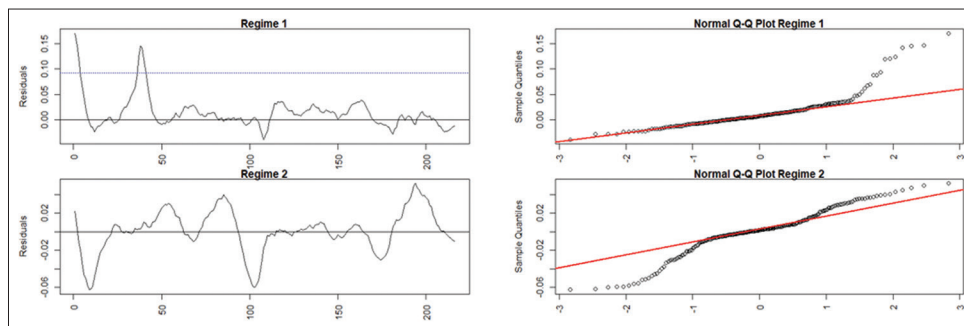 Regime 1
Residuals
0.00 0.05 0.10 0.15
0 50 100 150 200
Normal Q-Q Plot Regime 1
Sample Quantiles
0.00 0.05 0.10 0.15
-3 -2 -1 0 1 2 3
Regime 2
Residuals
-0.06 -0.02 0.02
0 50 100 150 200
Normal Q-Q Plot Regime 2
Sample Quantiles
-0.06 -0.02 0.02
-3 -2 -1 0 1 2 3